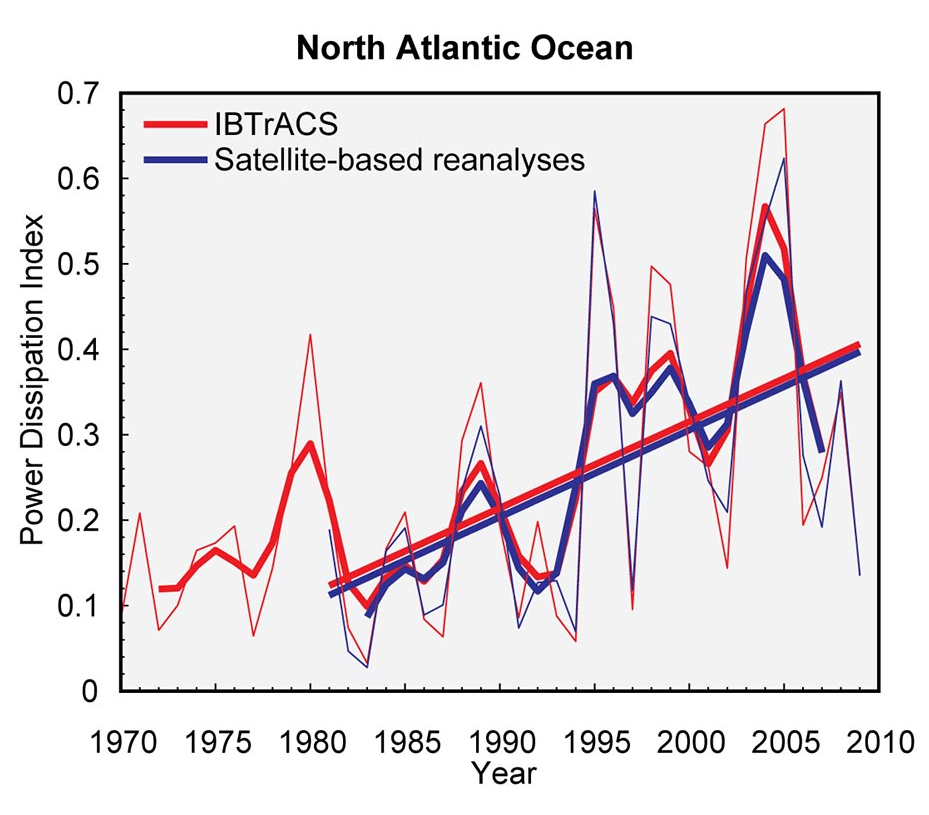 North Atlantic Ocean
0.7
IBTrACS
Satellite-based reanalyses
0.6
0.5
0.4
0.3
0.2
0.1
0
Power Dissipation Index
1970 1975 1980 1985 1990 1995 2000 2005 2010
Year